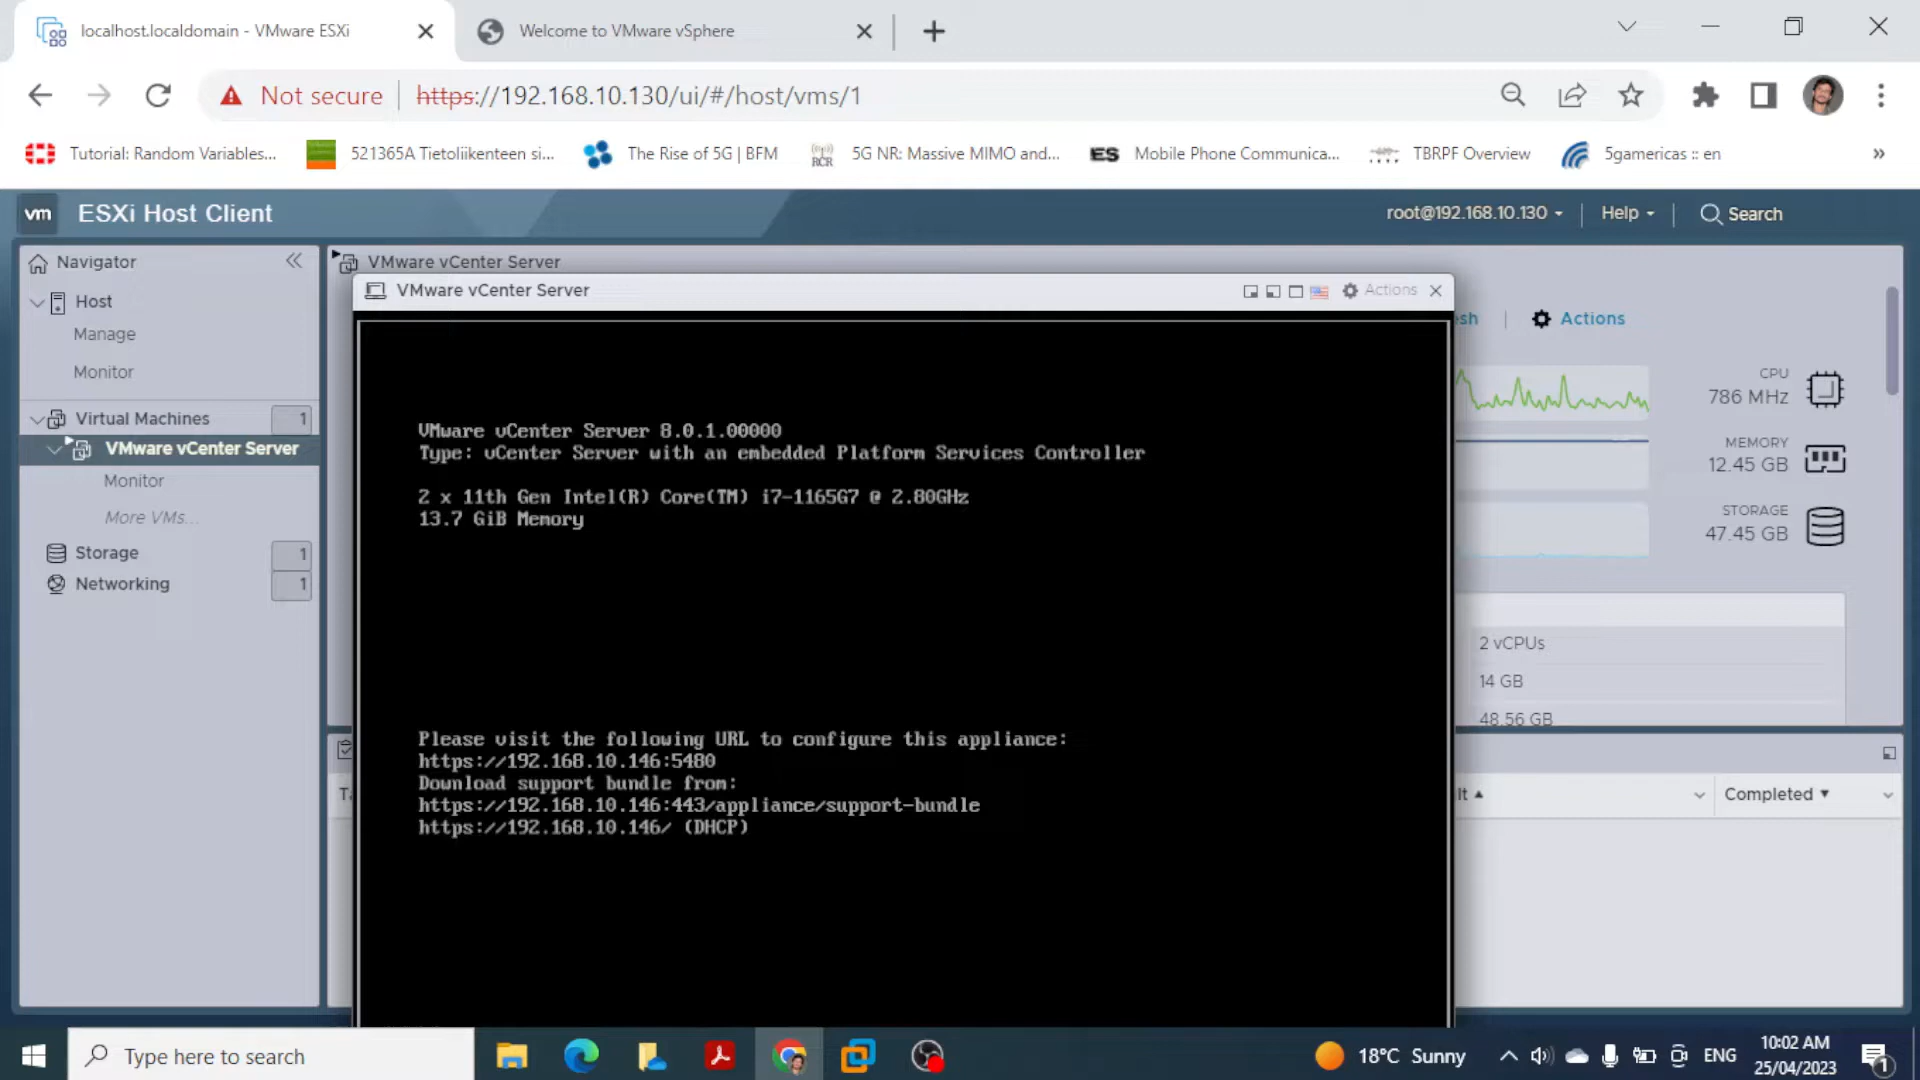 localhost.localdomain - VMware ESXi
Welcome to VMware vSphere
Not secure
https://192.168.10.130/ui/#/host/vms/1
Tutorial: Random Variables...
521365A Tietoliikenteen si...
The Rise of 5G | BFM
RCR
5G NR: Massive MIMO and...
ES
Mobile Phone Communica...
TBRPF Overview
5gamericas :: en
»
vm
ESXi Host Client
root@192.168.10.130
Help
Search
Navigator
Host
Manage
Monitor
Virtual Machines
1
VMware vCenter Server
Monitor
More VMs...
Storage
1
Networking
1
VMware vCenter Server
VMware vCenter Server
Actions
VMware vCenter Server 8.0.1.00000
Type: vCenter Server with an embedded Platform Services Controller
2 x 11th Gen Intel(R) Core(TM) i7-1165G7 @ 2.80GHz
13.7 GiB Memory
Please visit the following URL to configure this appliance:
https://192.168.10.146:5480
Download support bundle from:
https://192.168.10.146:443/appliance/support-bundle
https://192.168.10.146/ (DHCP)
esh
Actions
CPU
786 MHz
MEMORY
12.45 GB
STORAGE
47.45 GB
2 vCPUs
14 GB
48.56 GB
Ta
lt
Completed
Type here to search
18°C Sunny
ENG
10:02 AM
25/04/2023
1